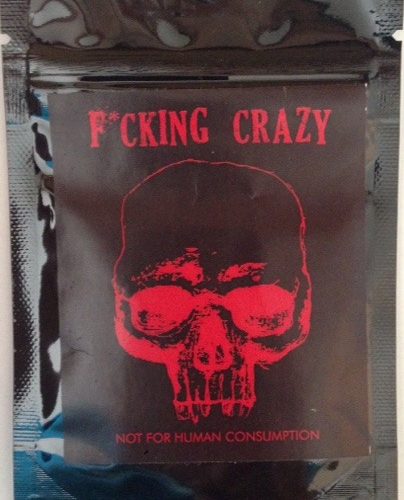 F*CKING CRAZY
NOT FOR HUMAN CONSUMPTION